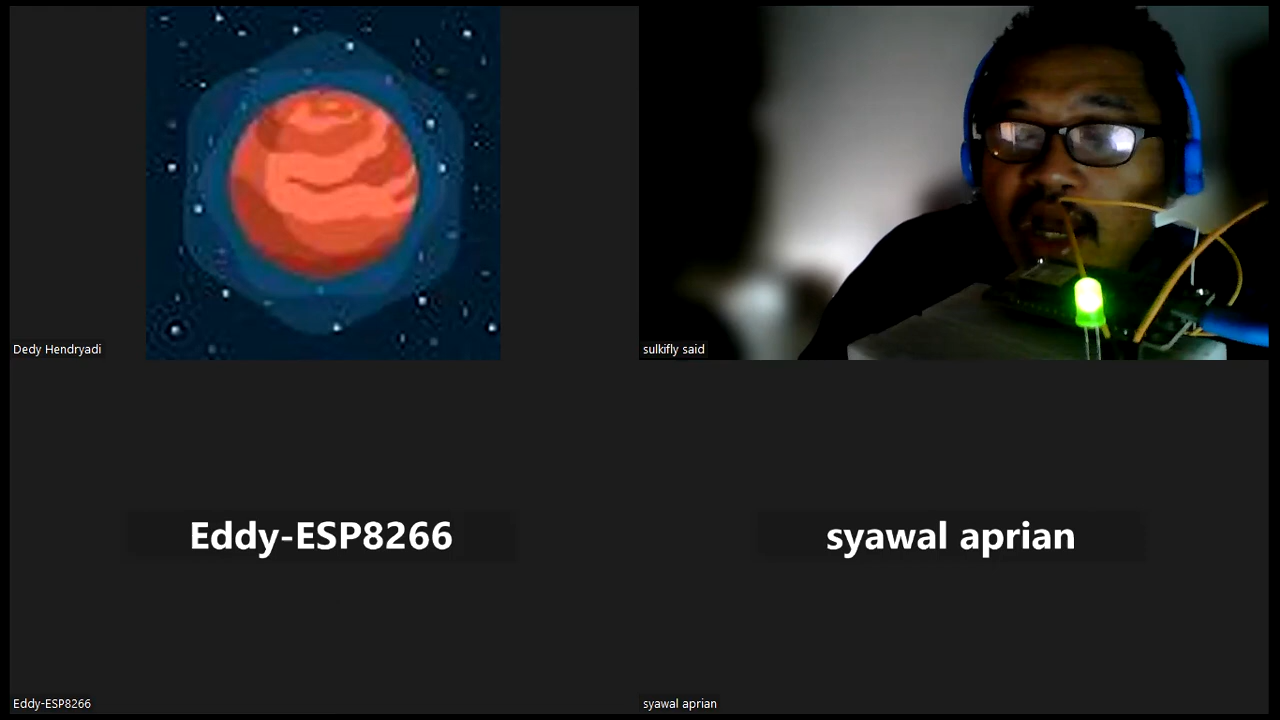 Dedy Hendryadi
sulkifly said
Eddy-ESP8266
syawal aprian
Eddy-ESP8266
syawal aprian